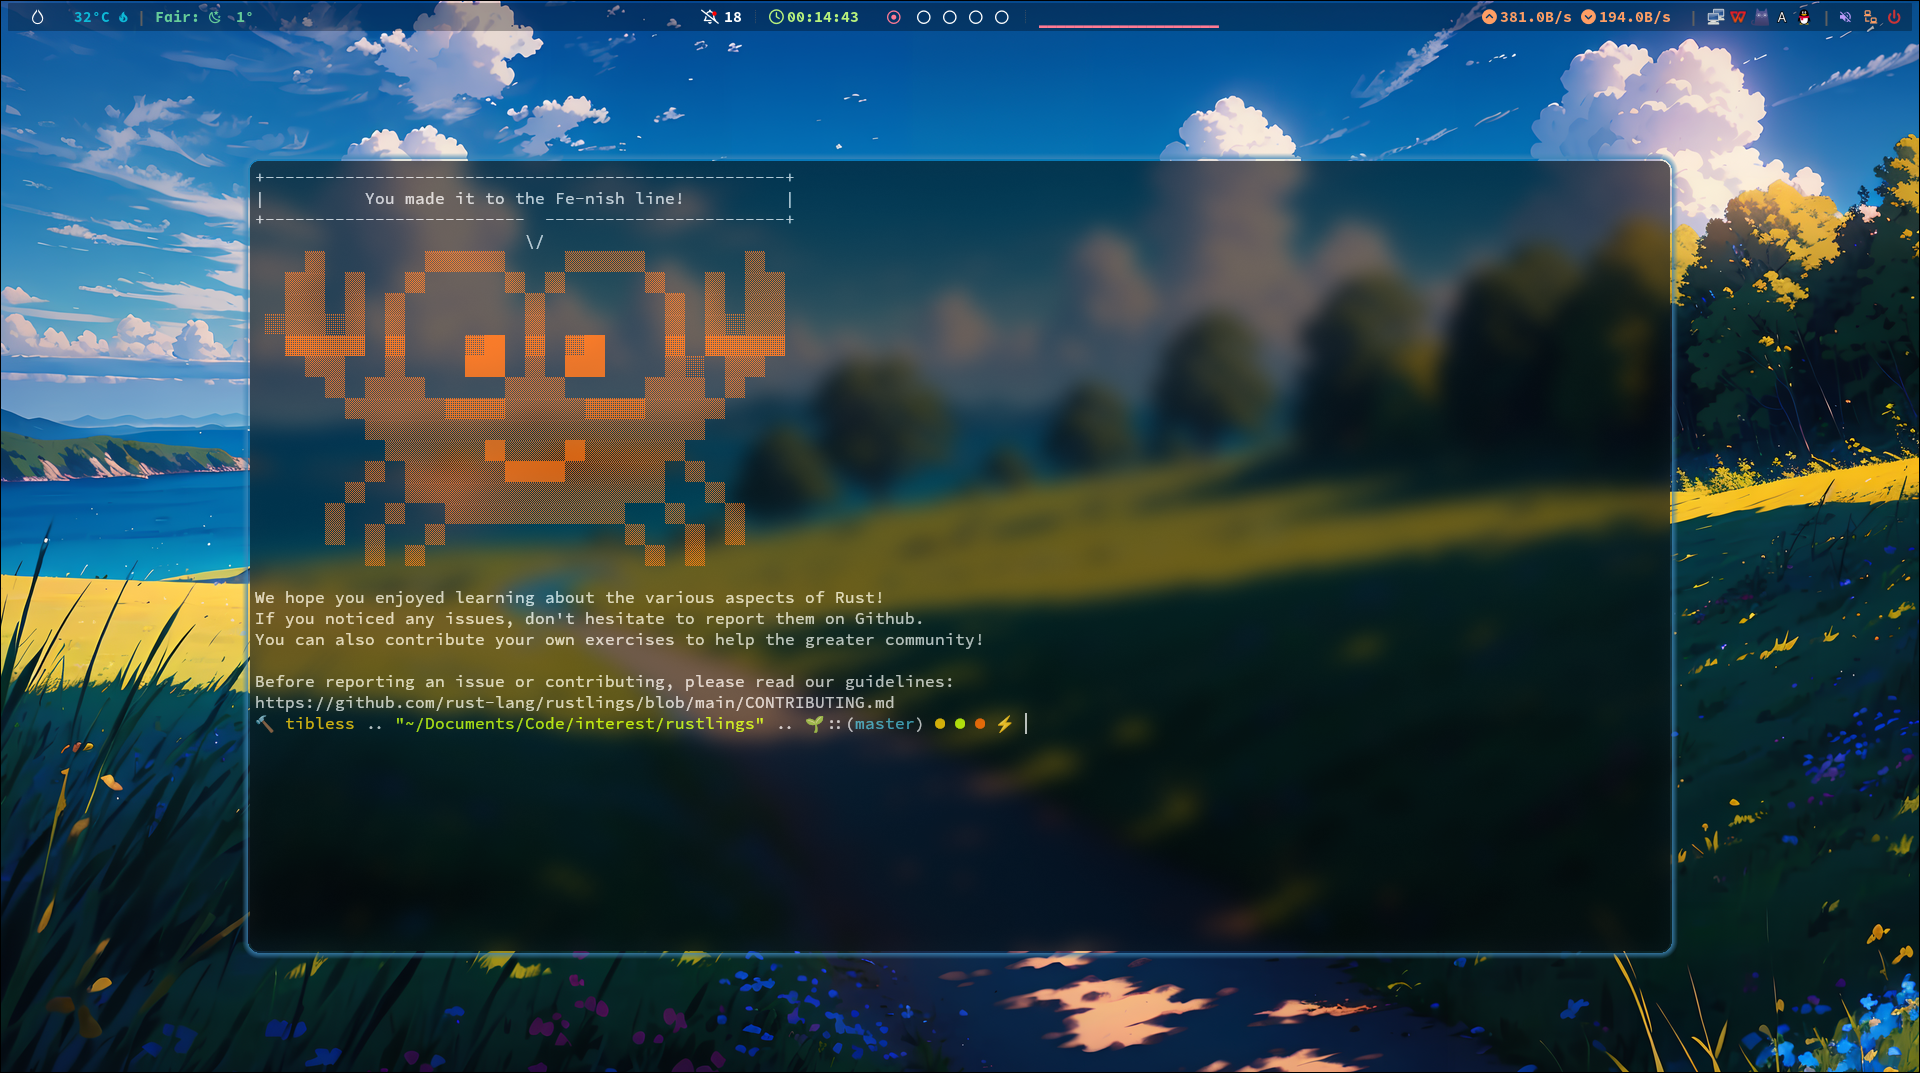 32°C | Fair: 1°
18
00:14:43
381.0B/s 194.0B/s | W A |
+----------------------------------------------------+
| You made it to the Fe-nish line! |
+-------------------------- ------------------------+
\/
We hope you enjoyed learning about the various aspects of Rust!
If you noticed any issues, don't hesitate to report them on Github.
You can also contribute your own exercises to help the greater community!
Before reporting an issue or contributing, please read our guidelines:
https://github.com/rust-lang/rustlings/blob/main/CONTRIBUTING.md
🔨 tibless .. "~/Documents/Code/interest/rustlings" .. 🌱::(master) ● ● ● ⚡